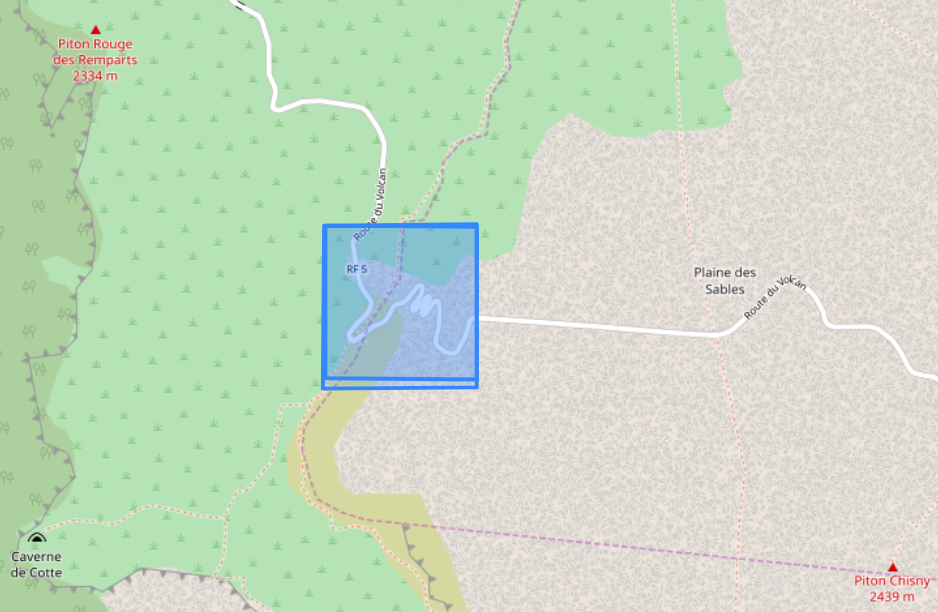 Piton Rouge
des Remparts
2334 m
Route du Volcan
RF 5
Plaine des
Sables
Route du Volcan
Caverne
de Cotte
Piton Chisny
2439 m